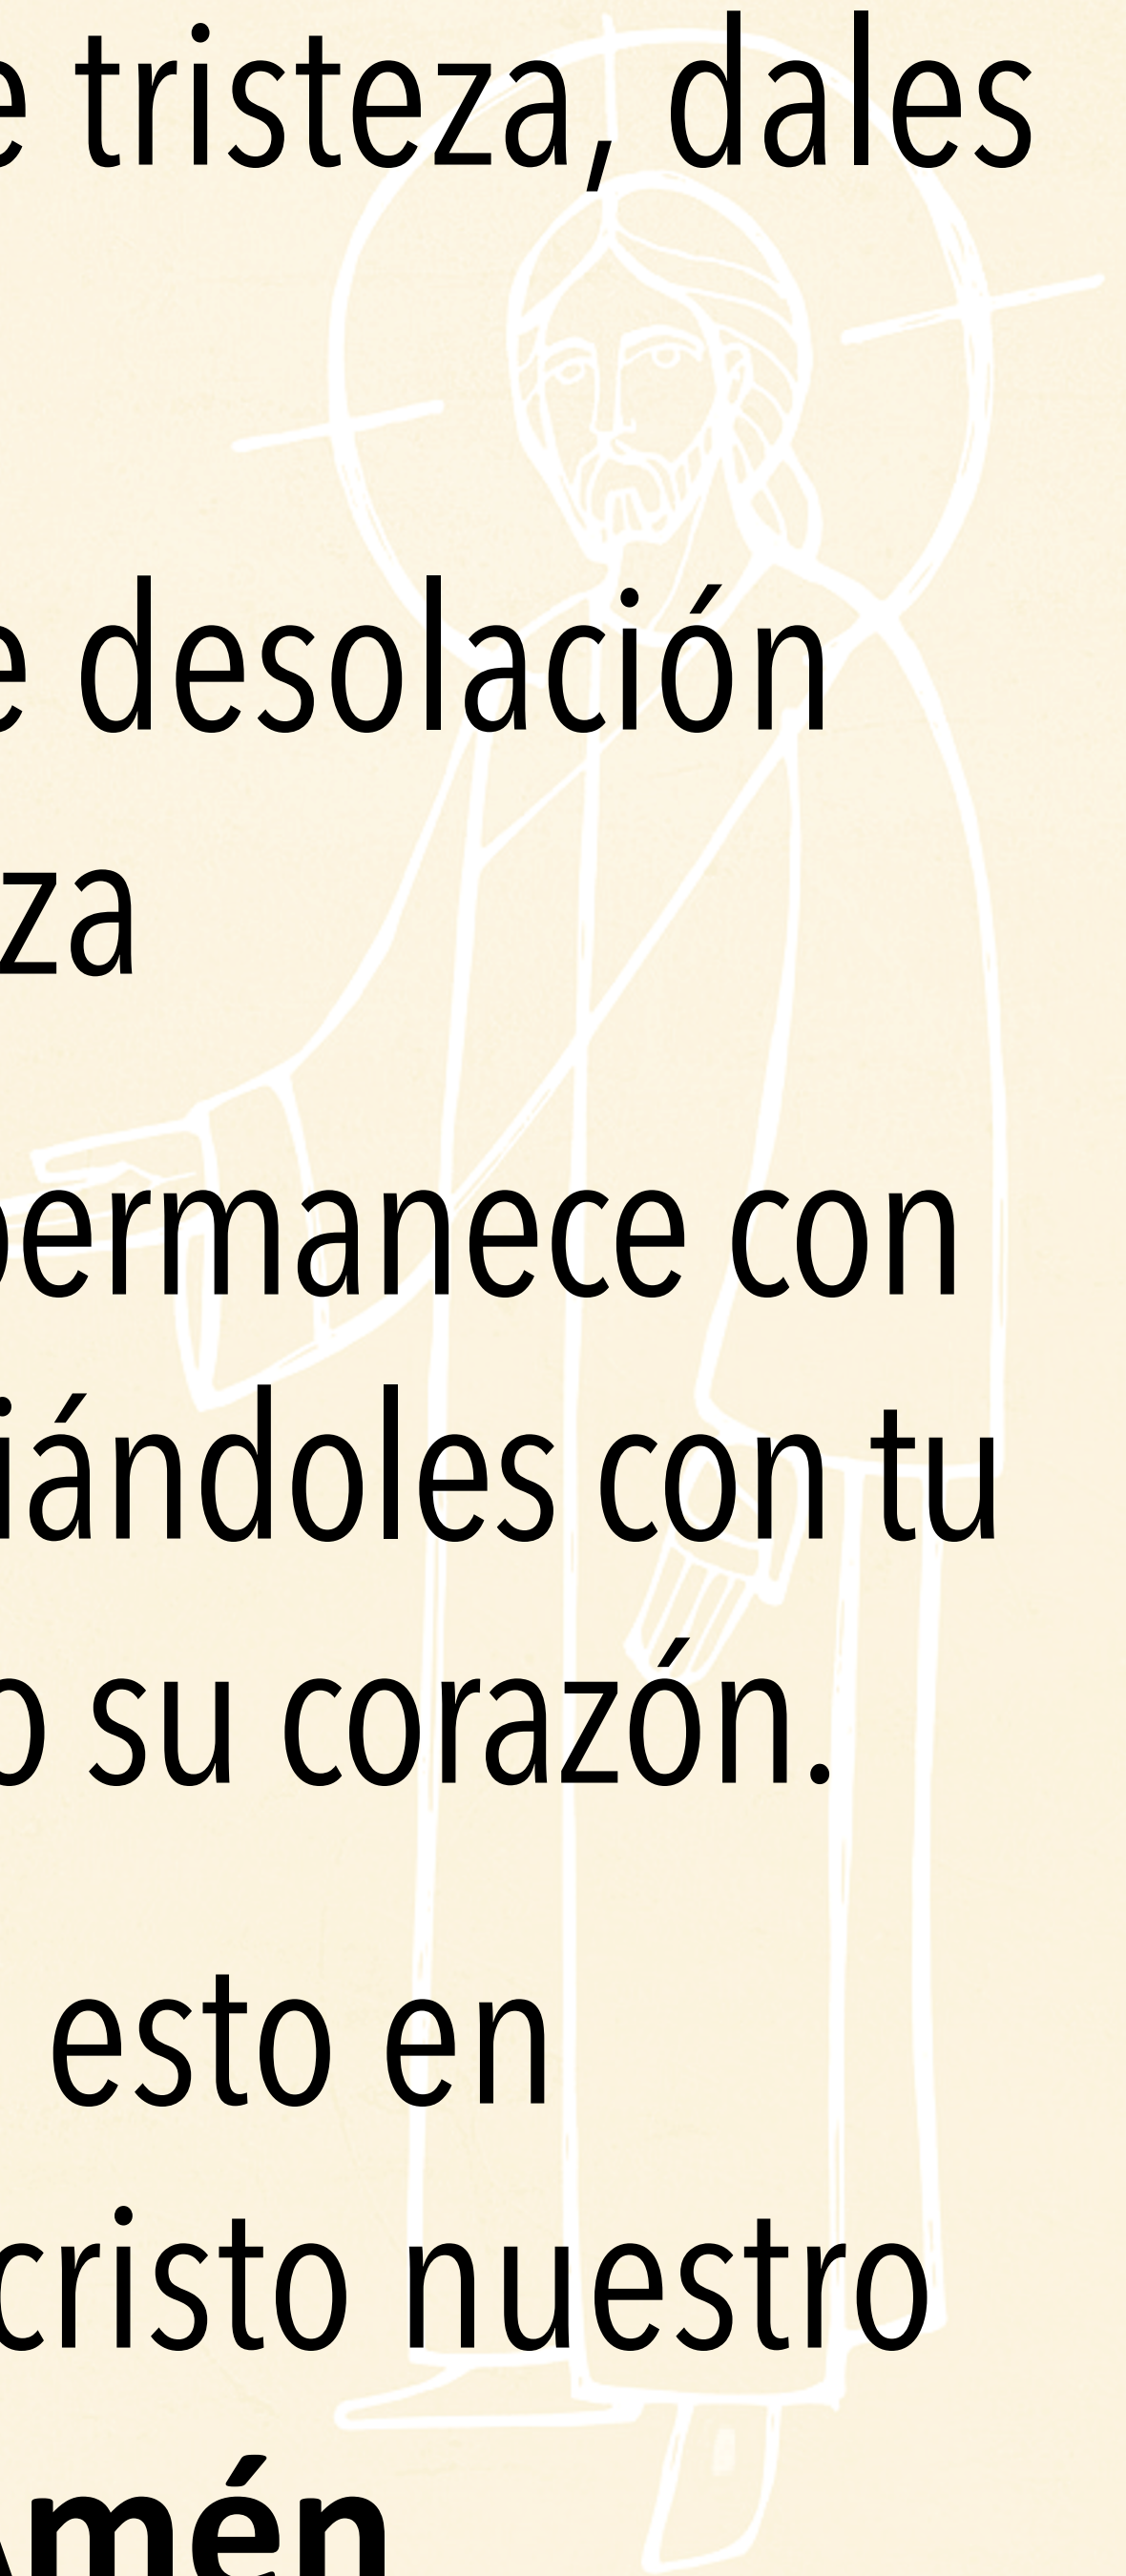 e tristeza, dales
e desolación
za
permanece con
iándoles con tu
o su corazón.
esto en
cristo nuestro
Amén